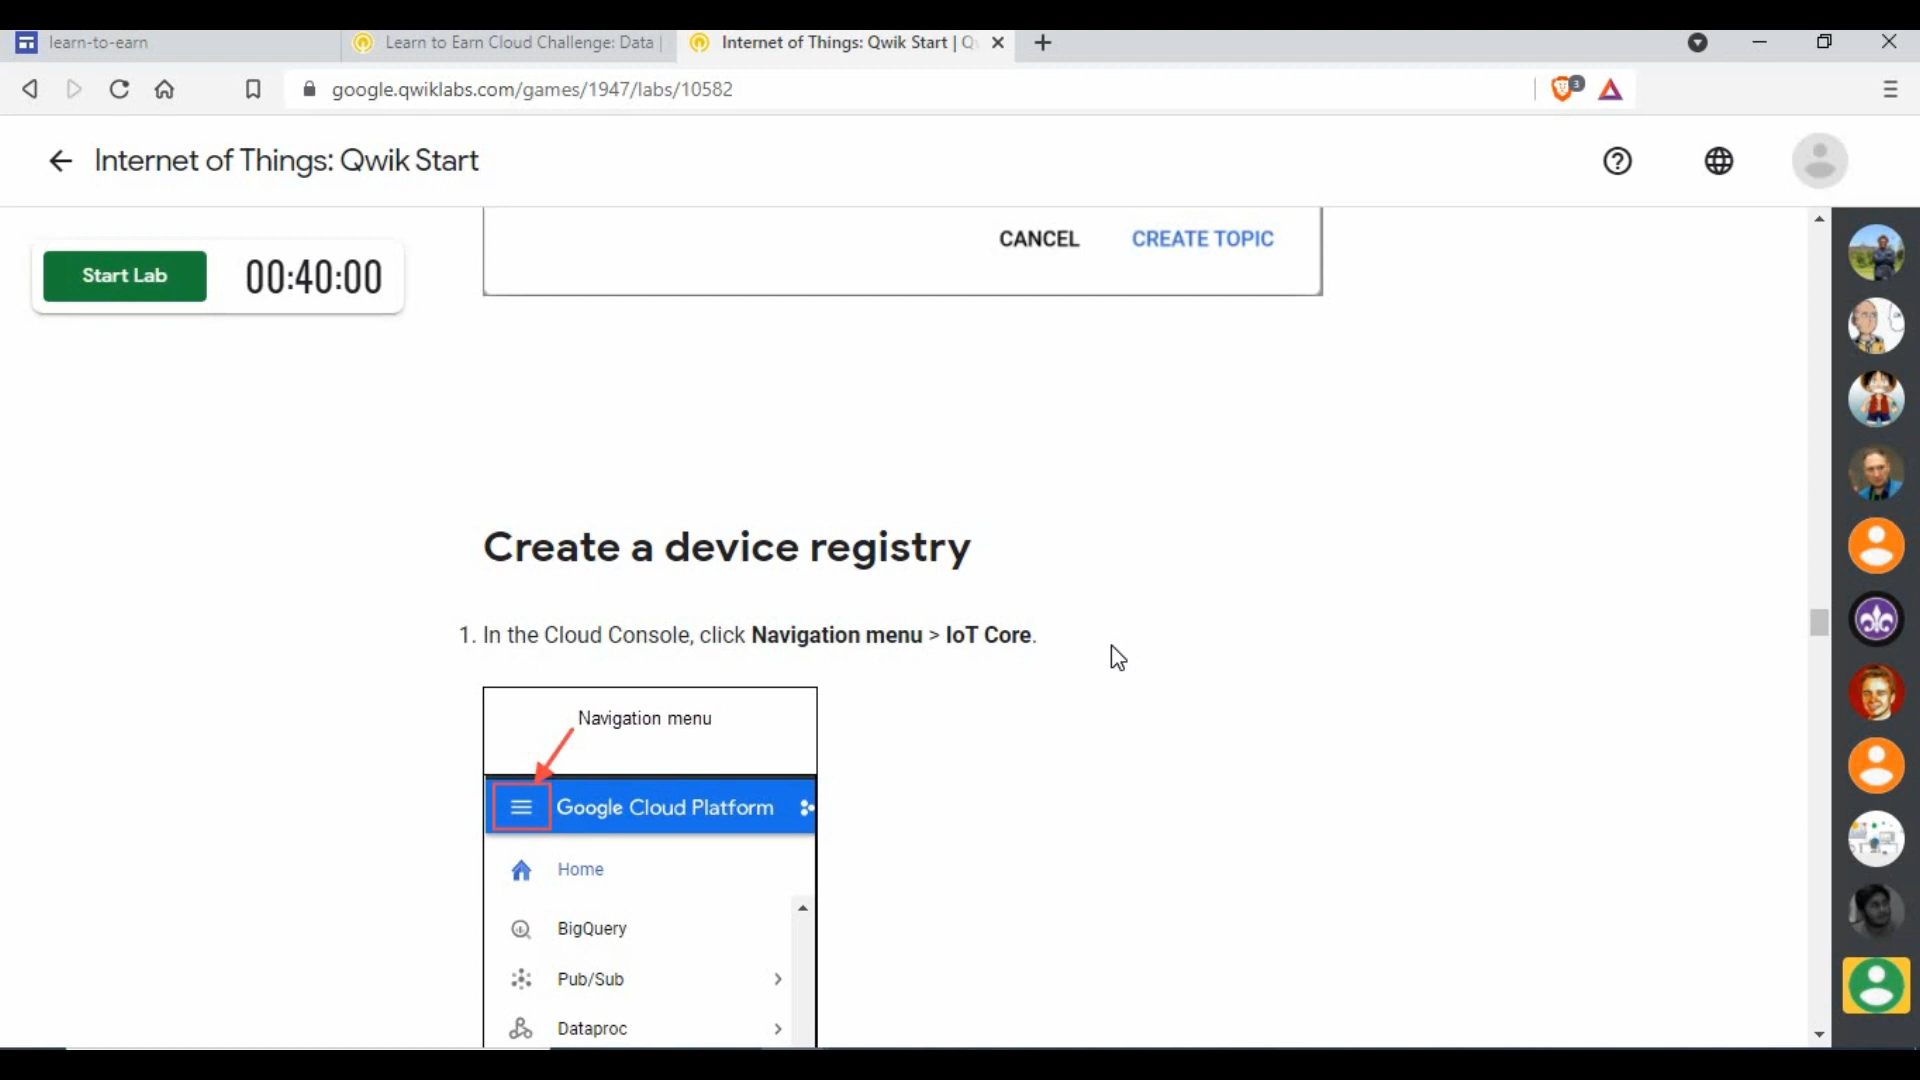 learn-to-earn
Learn to Earn Cloud Challenge: Data |
Internet of Things: Qwik Start | Q
google.qwiklabs.com/games/1947/labs/10582
3
Internet of Things: Qwik Start
CANCEL CREATE TOPIC
Start Lab 00:40:00
Create a device registry
1. In the Cloud Console, click Navigation menu > IoT Core.
Navigation menu
Google Cloud Platform
Home
BigQuery
Pub/Sub
Dataproc